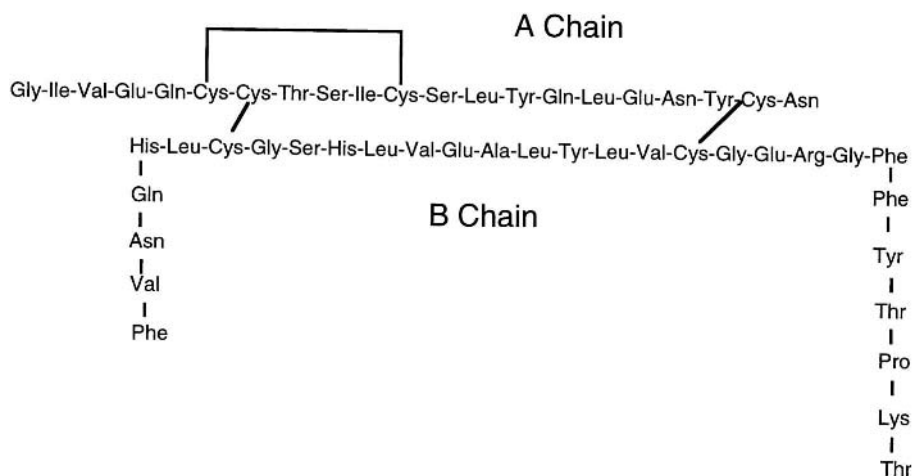 A Chain
Gly-Ile-Val-Glu-Gln-Cys-Cys-Thr-Ser-Ile-Cys-Ser-Leu-Tyr-Gln-Leu-Glu-Asn-Tyr-Cys-Asn
His-Leu-Cys-Gly-Ser-His-Leu-Val-Glu-Ala-Leu-Tyr-Leu-Val-Cys-Gly-Glu-Arg-Gly-Phe
Gln
Asn
Val
Phe
B Chain
Phe
Tyr
Thr
Pro
Lys
Thr